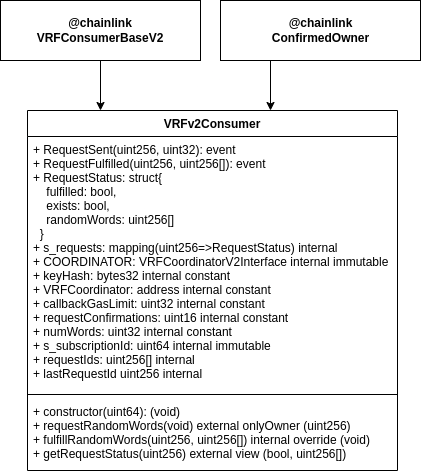 @chainlink
VRFConsumerBaseV2
@chainlink
ConfirmedOwner
VRFv2Consumer
+ RequestSent(uint256, uint32): event
+ RequestFulfilled(uint256, uint256[]): event
+ RequestStatus: struct{
fulfilled: bool,
exists: bool,
randomWords: uint256[]
}
+ s_requests: mapping(uint256=>RequestStatus) internal
+ COORDINATOR: VRFCoordinatorV2Interface internal immutable
+ keyHash: bytes32 internal constant
+ VRFCoordinator: address internal constant
+ callbackGasLimit: uint32 internal constant
+ requestConfirmations: uint16 internal constant
+ numWords: uint32 internal constant
+ s_subscriptionId: uint64 internal immutable
+ requestIds: uint256[] internal
+ lastRequestId uint256 internal
+ constructor(uint64): (void)
+ requestRandomWords(void) external onlyOwner (uint256)
+ fulfillRandomWords(uint256, uint256[]) internal override (void)
+ getRequestStatus(uint256) external view (bool, uint256[])